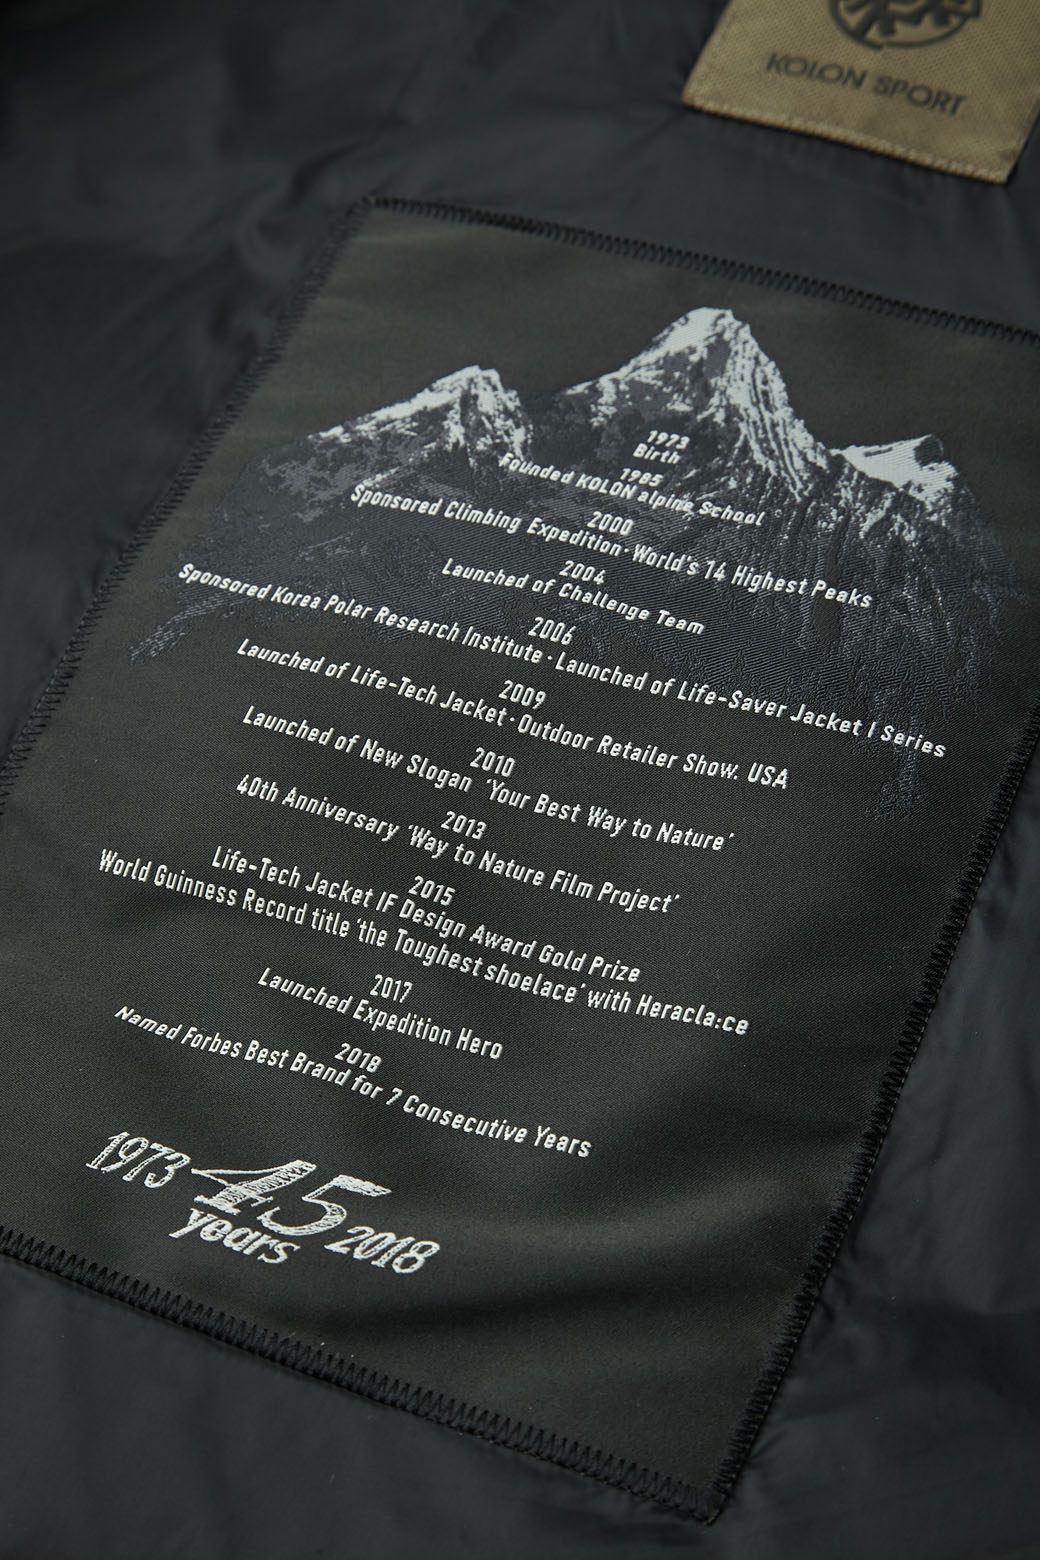 KOLON SPORT
1973
Birth
1985
Founded KOLON alpine School
2000
Sponsored Climbing Expedition · World's 14 Highest Peaks
2004
Launched of Challenge Team
2006
Sponsored Korea Polar Research Institute · Launched of Life-Saver Jacket I Series
2009
Launched of Life-Tech Jacket · Outdoor Retailer Show. USA
2010
Launched of New Slogan 'Your Best Way to Nature'
2013
40th Anniversary 'Way to Nature Film Project'
2015
Life-Tech Jacket IF Design Award Gold Prize
World Guinness Record title 'the Toughest shoelace' with Heracla:ce
2017
Launched Expedition Hero
2018
Named Forbes Best Brand for 7 Consecutive Years
1973 45 years 2018